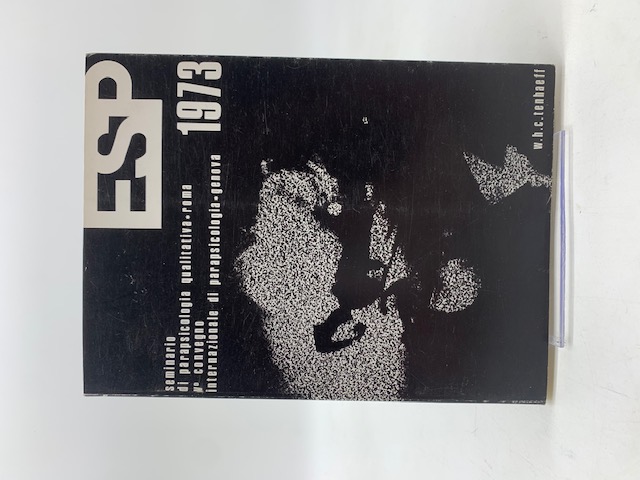 ESP
1973
seminario
di parapsicologia qualitativa•roma
1° convegno
internazionale di parapsicologia•genova
w.h.c.tenhaeff